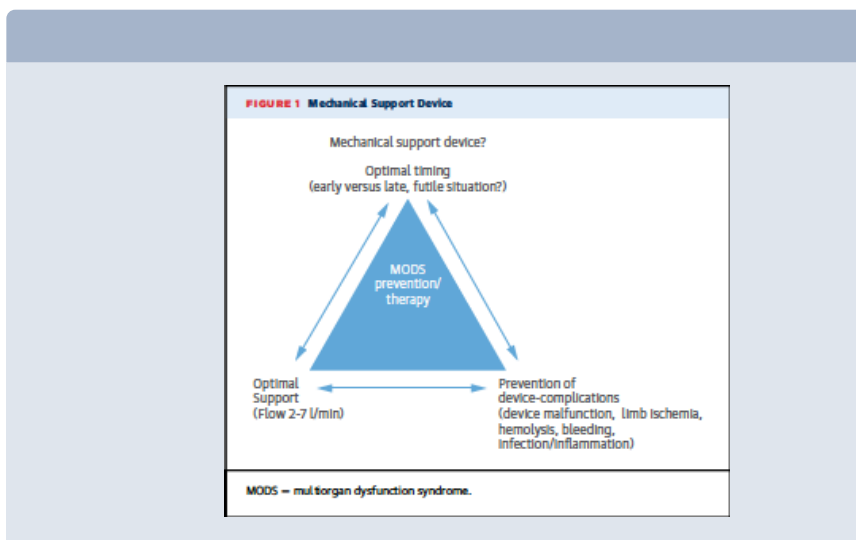 FIGURE 1 Mechanical Support Device
Mechanical support device?
Optimal timing
(early versus late, futile situation?)
MODS
prevention/
therapy
Optimal
Support
(Flow 2-7 l/min)
Prevention of
device-complications
(device malfunction, limb ischemia,
hemolysis, bleeding,
infection/inflammation)
MODS = multiorgan dysfunction syndrome.